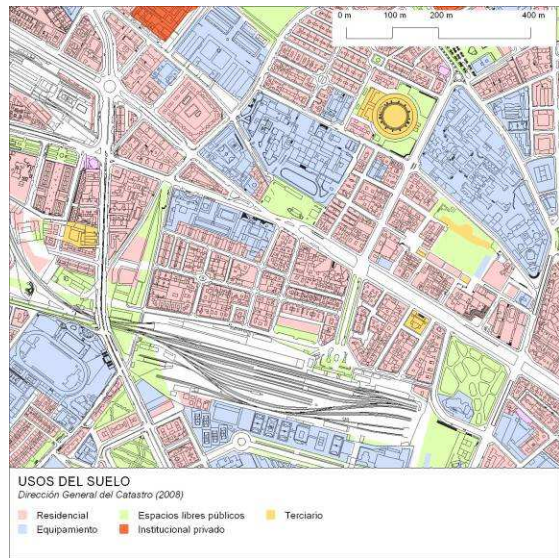 0 m 100 m 200 m 400 m
USOS DEL SUELO
Dirección General del Catastro (2008)
Residencial Espacios libres públicos Terciario
Equipamiento Institucional privado